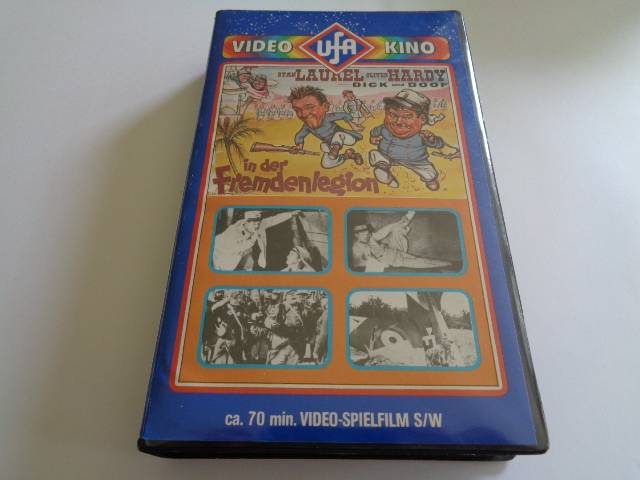 VIDEO UFA KINO
STAN LAUREL OLIVER HARDY
DICK und DOOF
in der
Fremdenlegion
ca. 70 min. VIDEO-SPIELFILM S/W